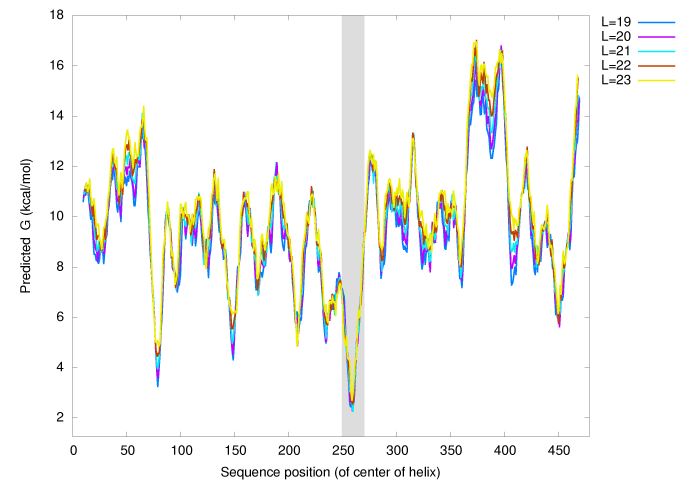 18
16
14
12
10
8
6
4
2
0
50
100
150
200
250
300
350
400
450
Predicted G (kcal/mol)
Sequence position (of center of helix)
L=19
L=20
L=21
L=22
L=23